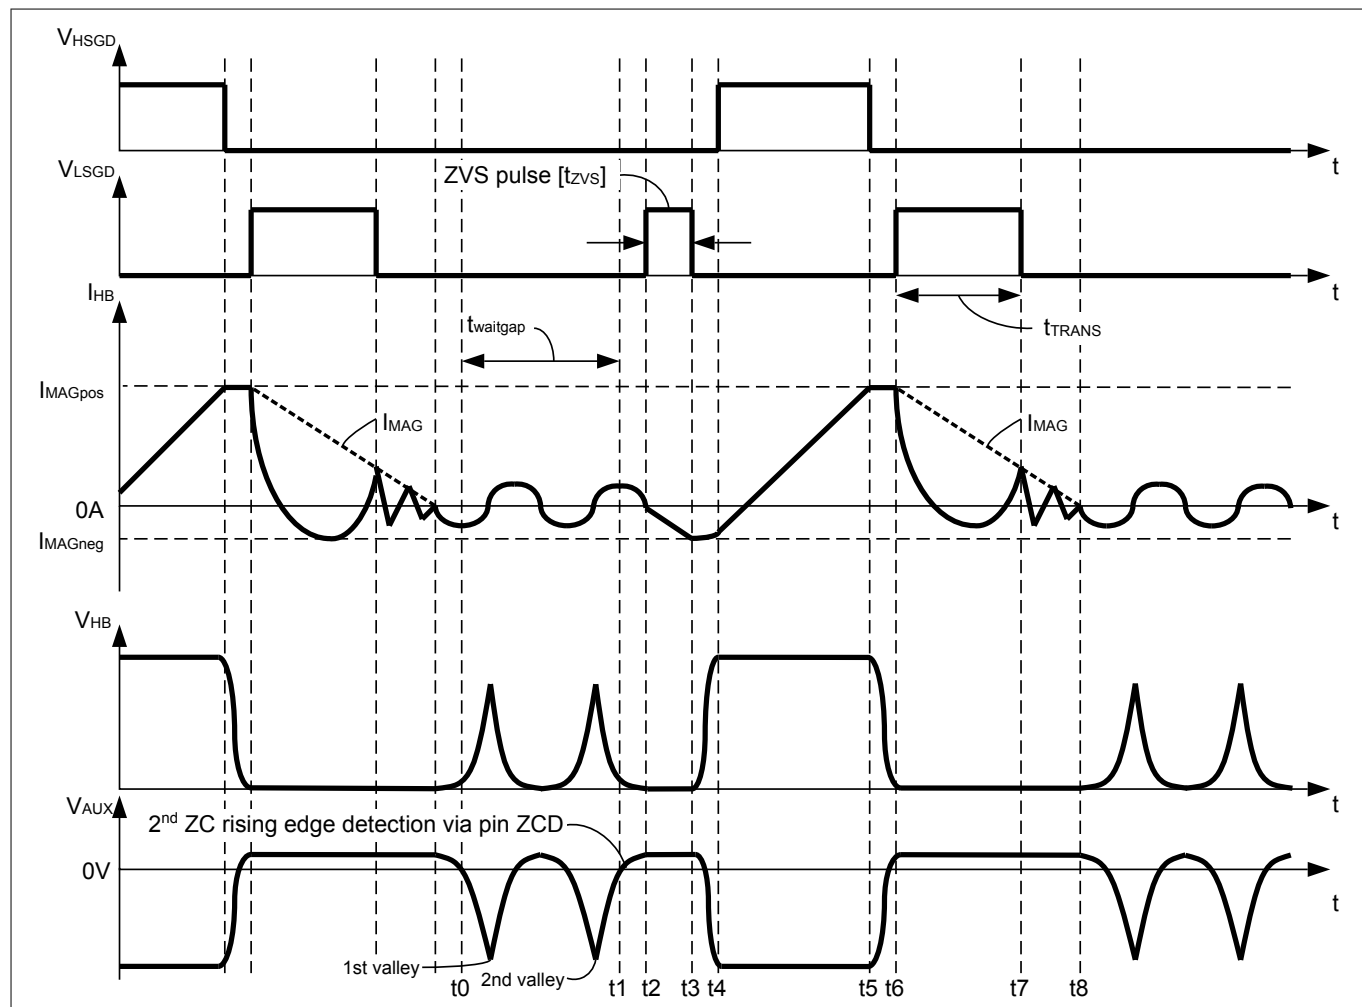 VHSGD
t
VLSGD
ZVS pulse [tZVS]
t
IHB
twaitgap
tTRANS
IMAGpos
IMAG
IMAG
0A
t
IMAGneg
VHB
t
VAUX
2nd ZC rising edge detection via pin ZCD
0V
t
1st valley
2nd valley
t0 t1 t2 t3 t4 t5 t6 t7 t8